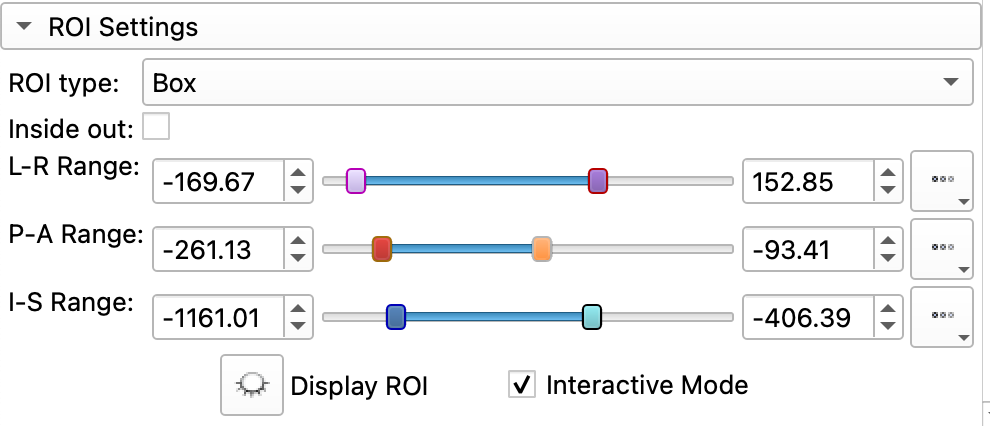 ROI Settings
ROI type: Box
Inside out:
L-R Range: -169.67 152.85
P-A Range: -261.13 -93.41
I-S Range: -1161.01 -406.39
Display ROI Interactive Mode